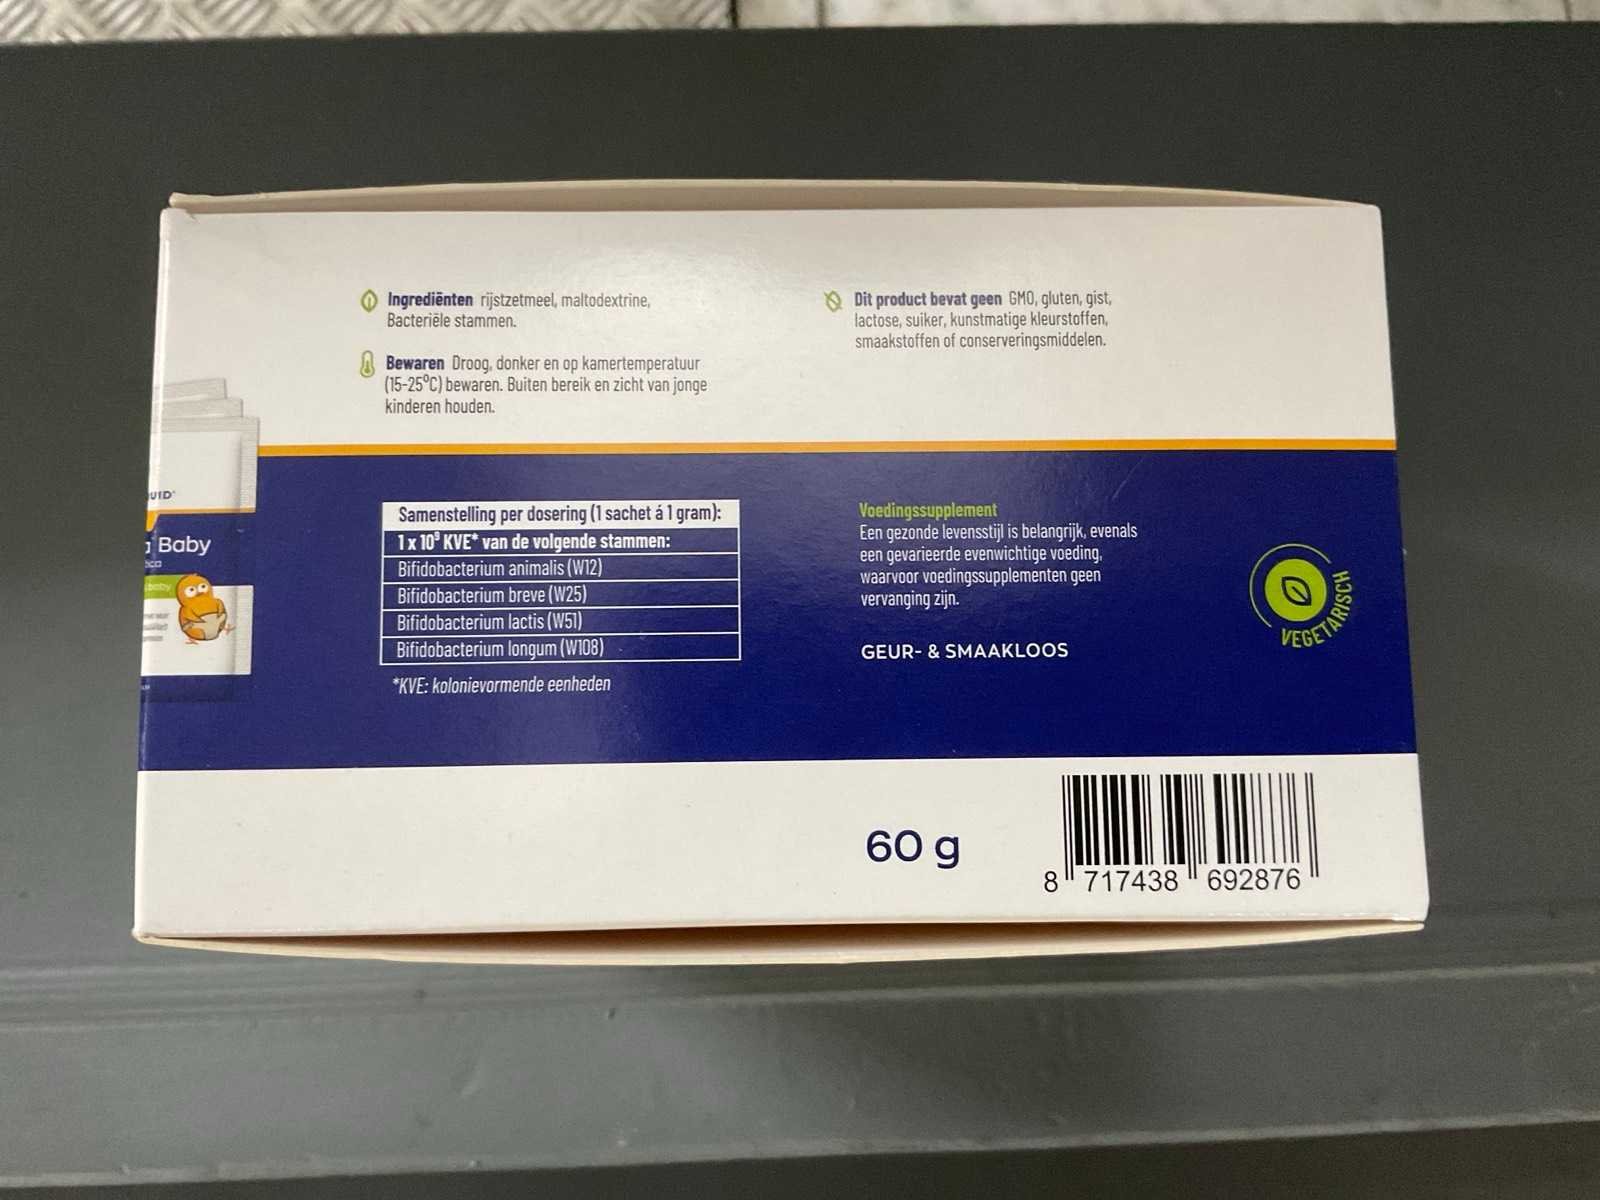 Ingrediënten rijstzetmeel, maltodextrine,
Bacteriële stammen.
Bewaren Droog, donker en op kamertemperatuur
(15-25°C) bewaren. Buiten bereik en zicht van jonge
kinderen houden.
Dit product bevat geen GMO, gluten, gist,
lactose, suiker, kunstmatige kleurstoffen,
smaakstoffen of conserveringsmiddelen.
Baby
baby
Samenstelling per dosering (1 sachet á 1 gram):
1 x 10⁹ KVE* van de volgende stammen:
Bifidobacterium animalis (W12)
Bifidobacterium breve (W25)
Bifidobacterium lactis (W51)
Bifidobacterium longum (W108)
*KVE: kolonievormende eenheden
Voedingssupplement
Een gezonde levensstijl is belangrijk, evenals
een gevarieerde evenwichtige voeding,
waarvoor voedingssupplementen geen
vervanging zijn.
GEUR- & SMAAKLOOS
VEGETARISCH
60 g
8 717438 692876